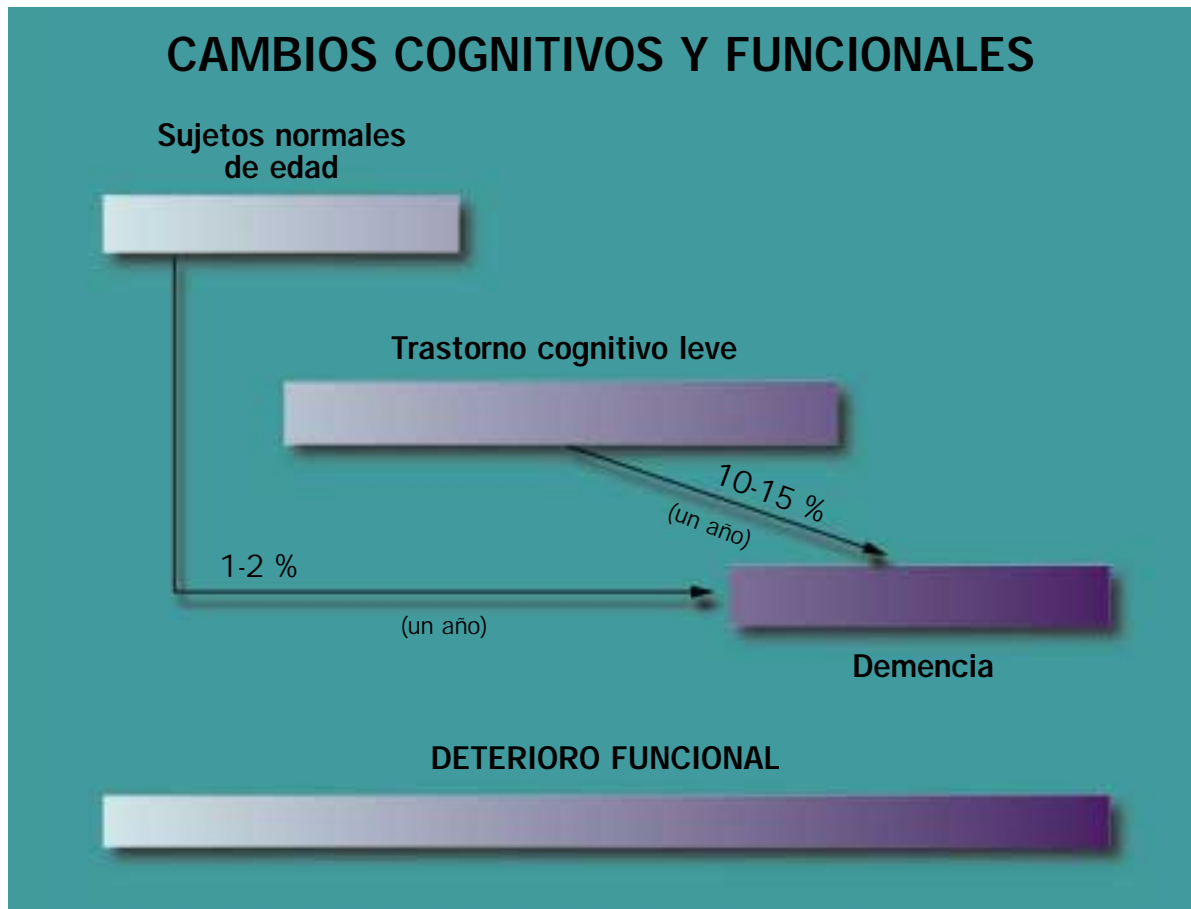 CAMBIOS COGNITIVOS Y FUNCIONALES
Sujetos normales
de edad
Trastorno cognitivo leve
10-15 %
(un año)
1-2 %
(un año)
Demencia
DETERIORO FUNCIONAL